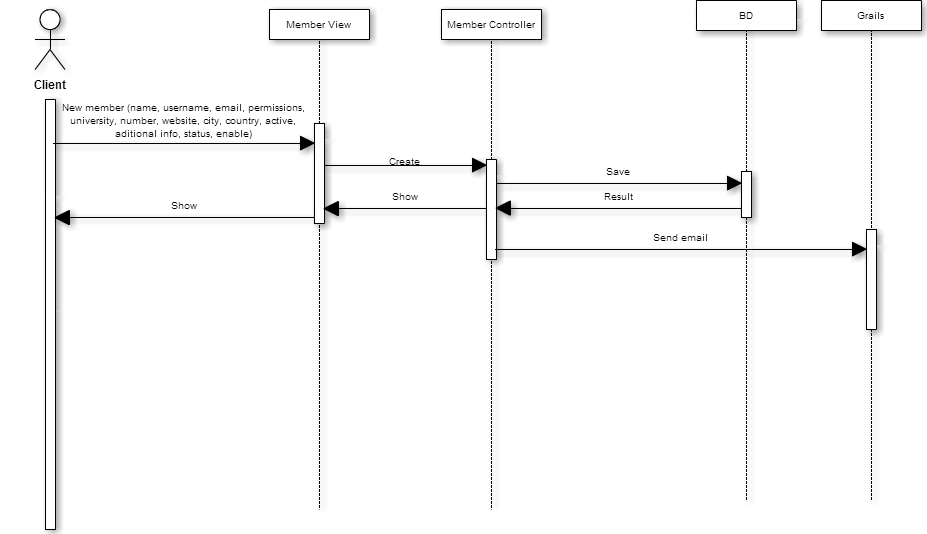 Member View
Member Controller
BD
Grails
Client
New member (name, username, email, permissions,
university, number, website, city, country, active,
aditional info, status, enable)
Create
Save
Show
Show
Result
Send email